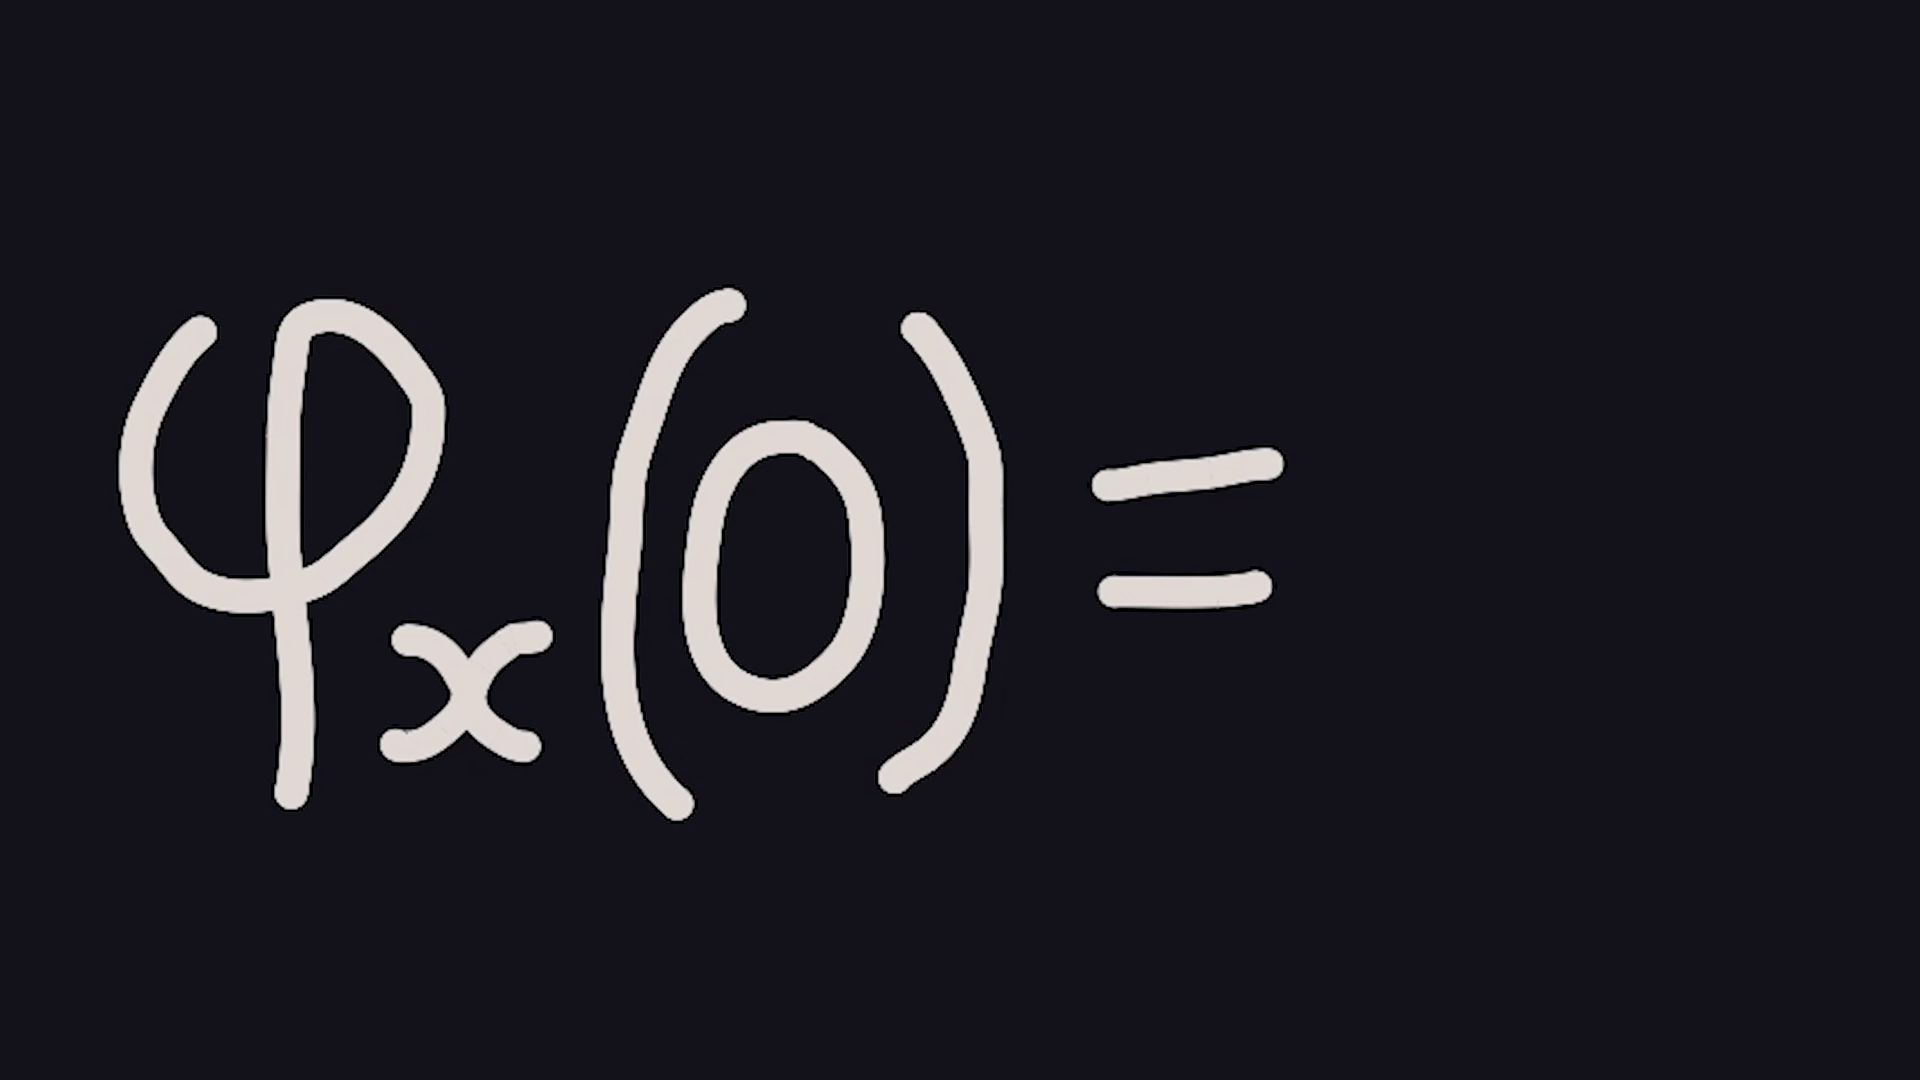 φₓ(0) =